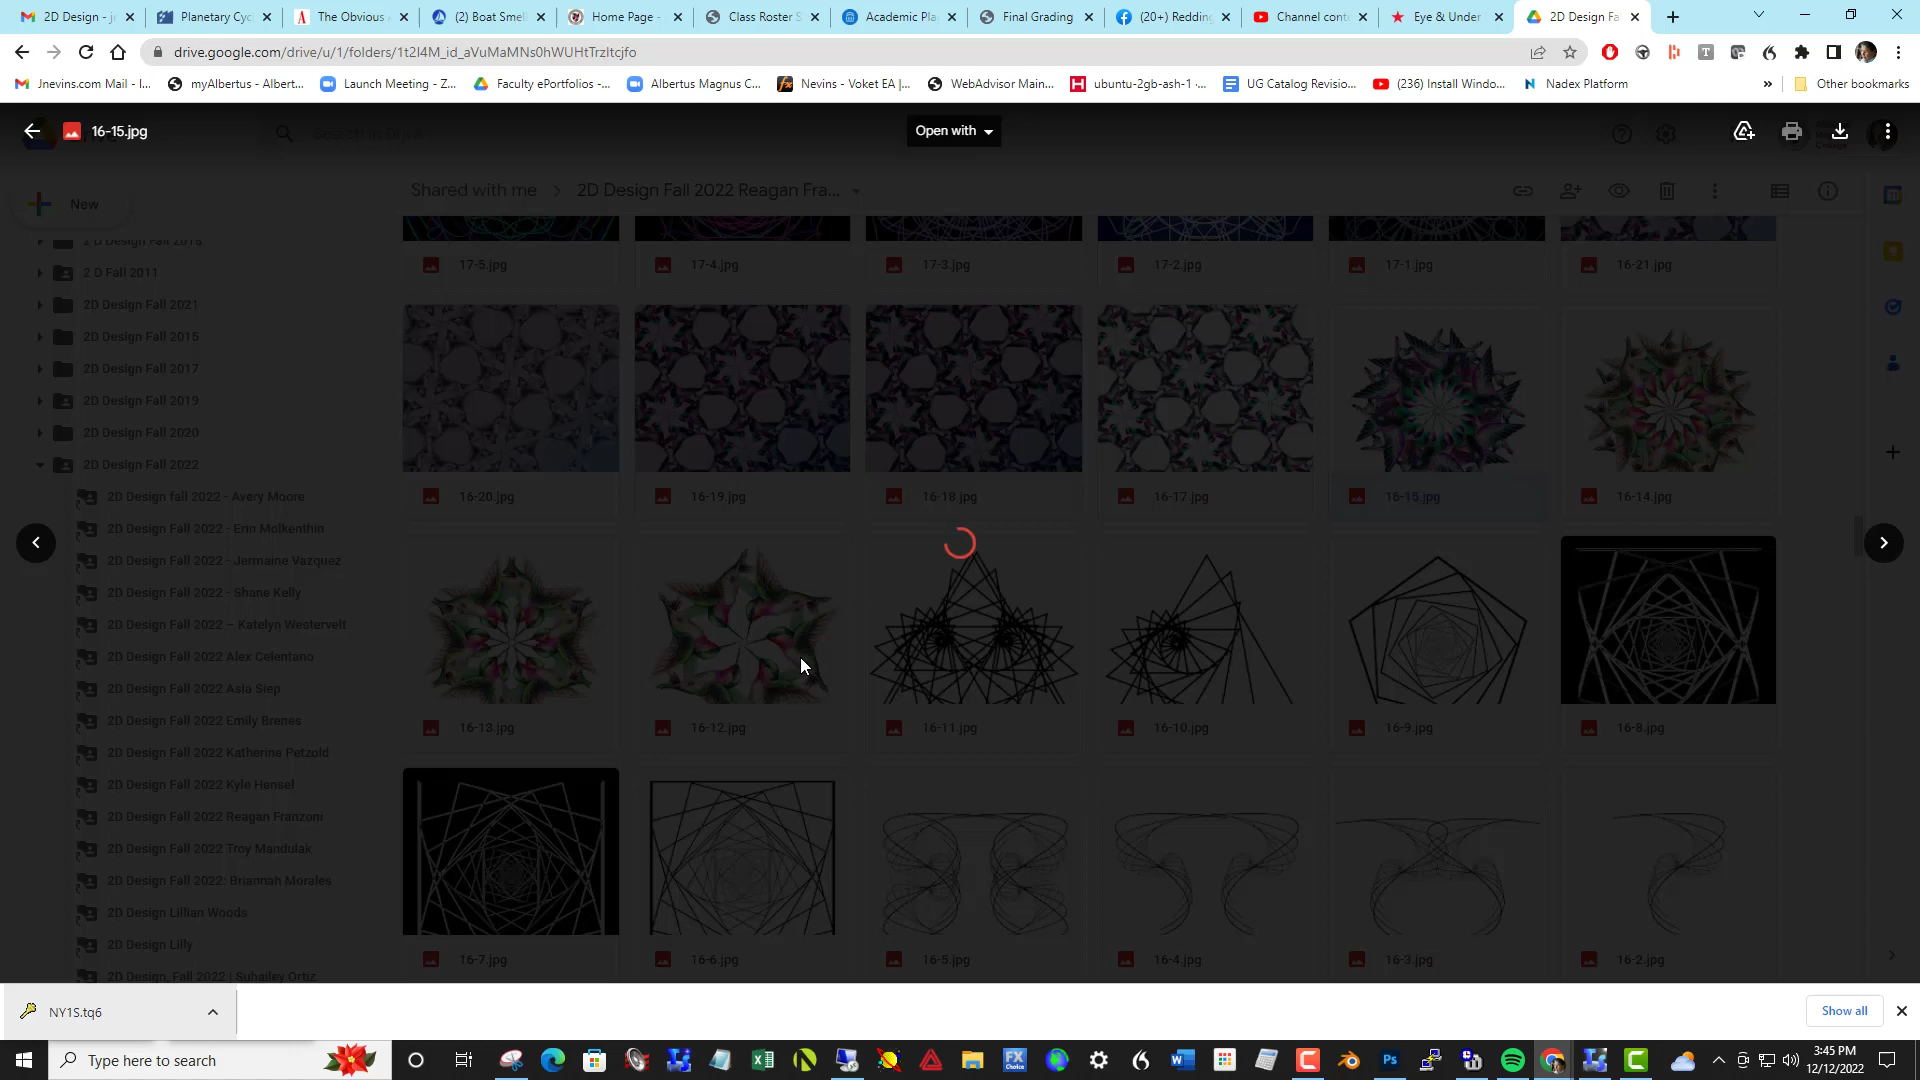 2D Design - jr
Planetary Cyc
The Obvious
(2) Boat Smel
Home Page -
Class Roster S
Academic Pla
Final Grading
(20+) Redding
Channel cont
Eye & Under
2D Design Fa
drive.google.com/drive/u/1/folders/1t2I4M_id_aVuMaMNs0hWUHtTrzItcjfo
Jnevins.com Mail - I...
myAlbertus - Albert...
Launch Meeting - Z...
Faculty ePortfolios -...
Albertus Magnus C...
Nevins - Voket EA |...
WebAdvisor Main...
ubuntu-2gb-ash-1 ·...
UG Catalog Revisio...
(236) Install Windo...
Nadex Platform
»
Other bookmarks
16-15.jpg
Search in Drive
Open with
New
Shared with me > 2D Design Fall 2022 Reagan Fra...
2 D Design Fall 2018
2 D Fall 2011
2D Design Fall 2021
2D Design Fall 2015
2D Design Fall 2017
2D Design Fall 2019
2D Design Fall 2020
2D Design Fall 2022
2D Design fall 2022 - Avery Moore
2D Design Fall 2022 - Erin Molkenthin
2D Design Fall 2022 - Jermaine Vazquez
2D Design Fall 2022 - Shane Kelly
2D Design Fall 2022 – Katelyn Westervelt
2D Design Fall 2022 Alex Celentano
2D Design Fall 2022 Asia Siep
2D Design Fall 2022 Emily Brenes
2D Design Fall 2022 Katherine Petzold
2D Design Fall 2022 Kyle Hensel
2D Design Fall 2022 Reagan Franzoni
2D Design Fall 2022 Troy Mandulak
2D Design Fall 2022: Briannah Morales
2D Design Lillian Woods
2D Design Lilly
2D Design, Fall 2022 | Suhailey Ortiz
17-5.jpg
17-4.jpg
17-3.jpg
17-2.jpg
17-1.jpg
16-21.jpg
16-20.jpg
16-19.jpg
16-18.jpg
16-17.jpg
16-15.jpg
16-14.jpg
16-13.jpg
16-12.jpg
16-11.jpg
16-10.jpg
16-9.jpg
16-8.jpg
16-7.jpg
16-6.jpg
16-5.jpg
16-4.jpg
16-3.jpg
16-2.jpg
NY1S.tq6
Show all
Type here to search
FX
Choice
Ps
3:45 PM
12/12/2022